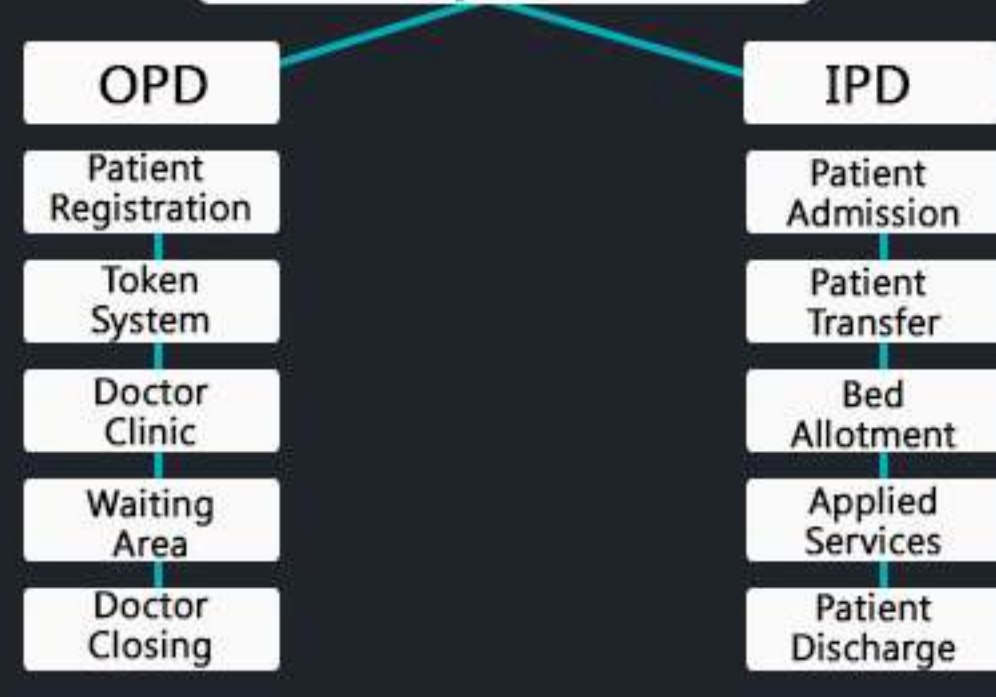 OPD
Patient
Registration
Token
System
Doctor
Clinic
Waiting
Area
Doctor
Closing
IPD
Patient
Admission
Patient
Transfer
Bed
Allotment
Applied
Services
Patient
Discharge